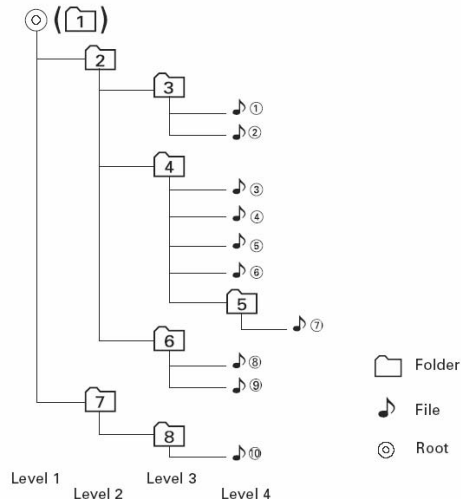 (1)
2
3
①
②
4
③
④
⑤
⑥
5
⑦
6
⑧
⑨
7
8
⑩
Folder
File
Root
Level 1
Level 2
Level 3
Level 4